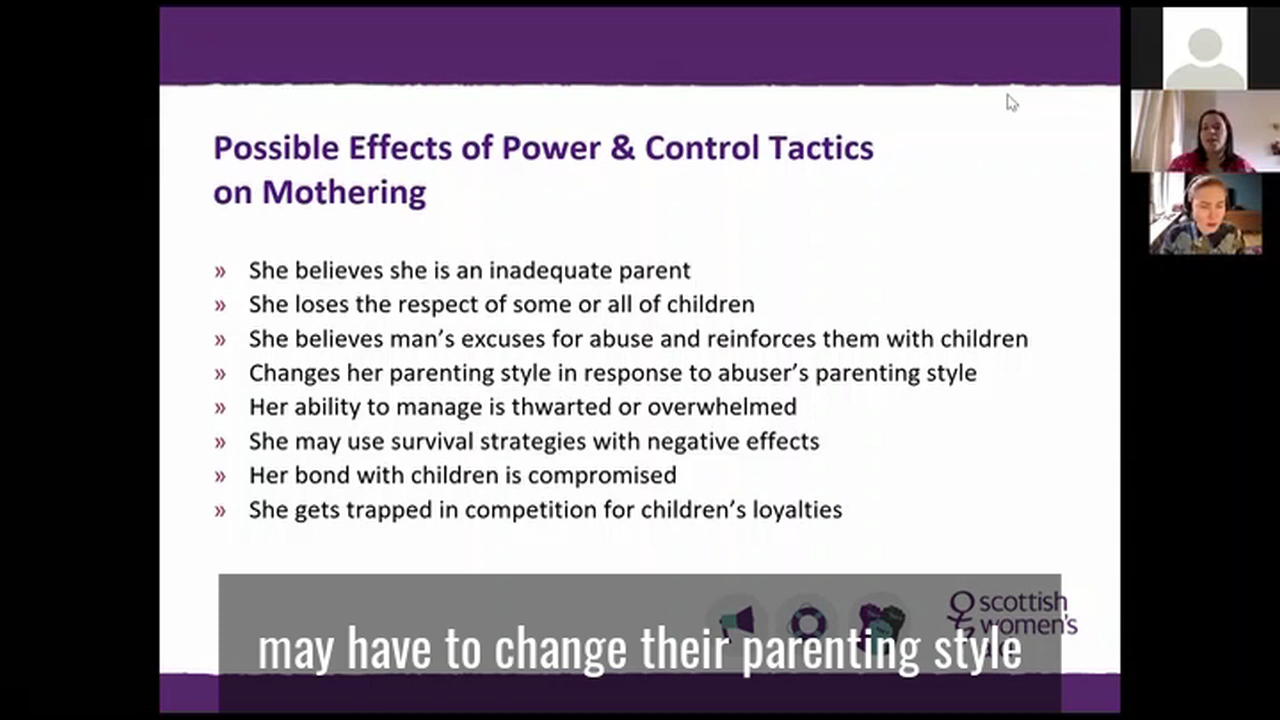 Possible Effects of Power & Control Tactics
on Mothering
» She believes she is an inadequate parent
» She loses the respect of some or all of children
» She believes man’s excuses for abuse and reinforces them with children
» Changes her parenting style in response to abuser’s parenting style
» Her ability to manage is thwarted or overwhelmed
» She may use survival strategies with negative effects
» Her bond with children is compromised
» She gets trapped in competition for children’s loyalties
scottish
women's
may have to change their parenting style